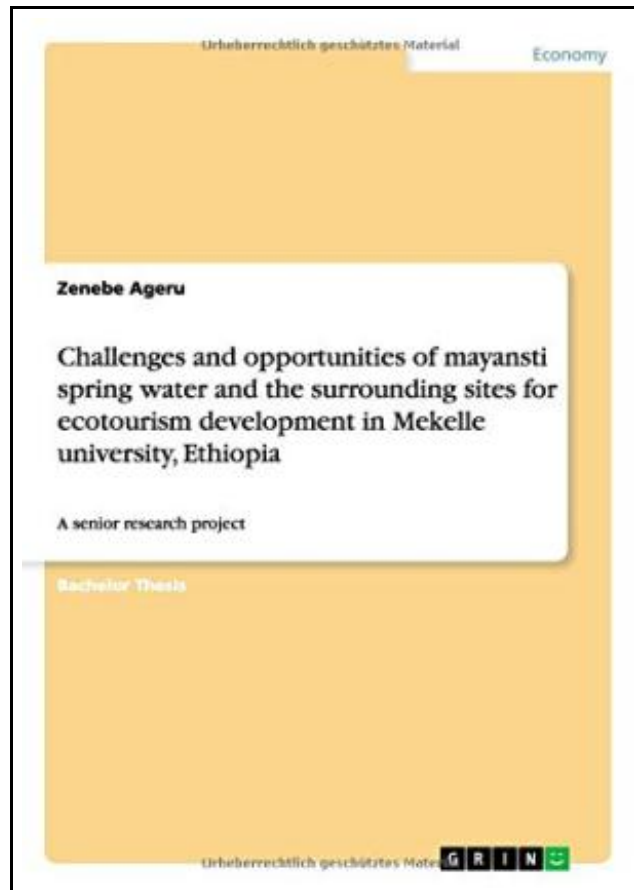 Urheberrechtlich geschütztes Material
Economy
Zenebe Ageru
Challenges and opportunities of mayansti
spring water and the surrounding sites for
ecotourism development in Mekelle
university, Ethiopia
A senior research project
Bachelor Thesis
Urheberrechtlich geschütztes Mate
GRIN